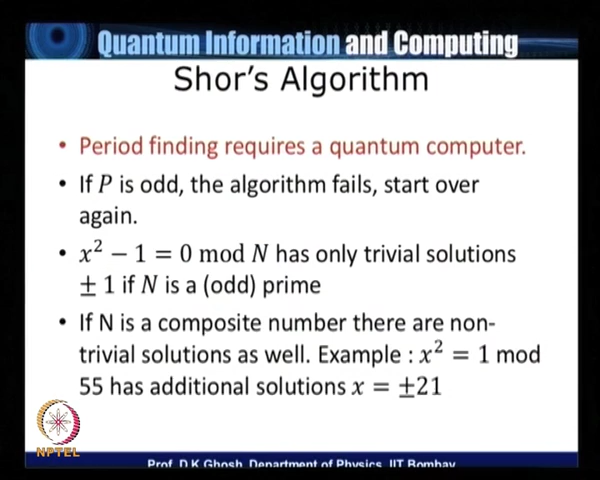 Quantum Information and Computing
Shor's Algorithm
• Period finding requires a quantum computer.
• If P is odd, the algorithm fails, start over
again.
• x² − 1 = 0 mod N has only trivial solutions
± 1 if N is a (odd) prime
• If N is a composite number there are non-
trivial solutions as well. Example : x² = 1 mod
55 has additional solutions x = ±21
NPTEL
Prof. D K Ghosh, Department of Physics, IIT Bombay